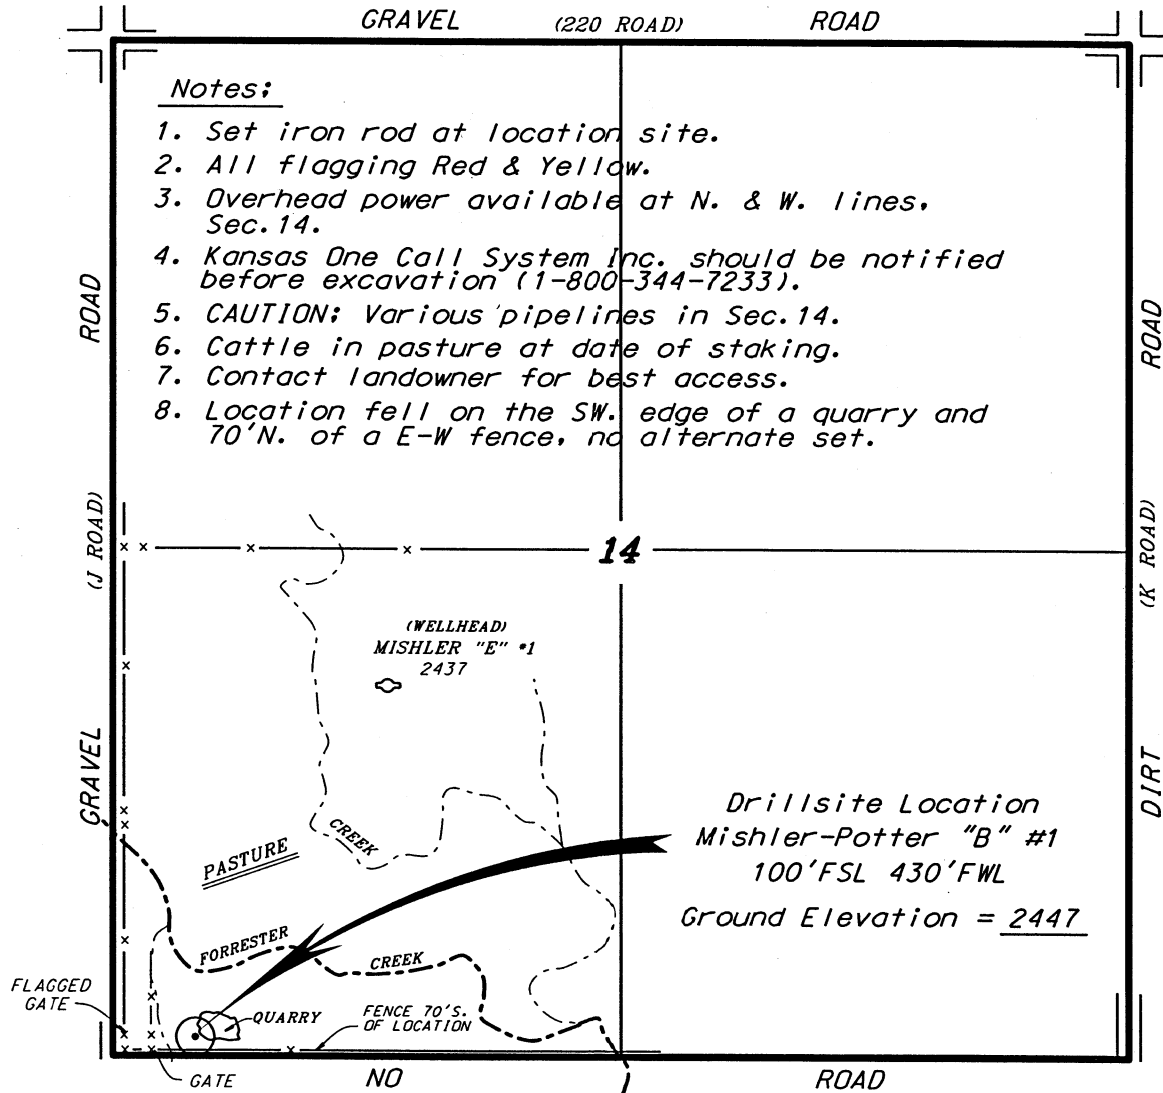 GRAVEL (220 ROAD) ROAD
Notes:
1. Set iron rod at location site.
2. All flagging Red & Yellow.
3. Overhead power available at N. & W. lines,
Sec. 14.
4. Kansas One Call System Inc. should be notified
before excavation (1-800-344-7233).
5. CAUTION: Various pipelines in Sec. 14.
6. Cattle in pasture at date of staking.
7. Contact landowner for best access.
8. Location fell on the SW. edge of a quarry and
70'N. of a E-W fence, no alternate set.
ROAD
(J ROAD)
GRAVEL
ROAD
(K ROAD)
DIRT
14
(WELLHEAD)
MISHLER "E" #1
2437
CREEK
PASTURE
Drillsite Location
Mishler-Potter "B" #1
100'FSL 430'FWL
Ground Elevation = 2447
FORRESTER CREEK
FLAGGED
GATE
QUARRY
FENCE 70'S.
OF LOCATION
GATE
NO ROAD